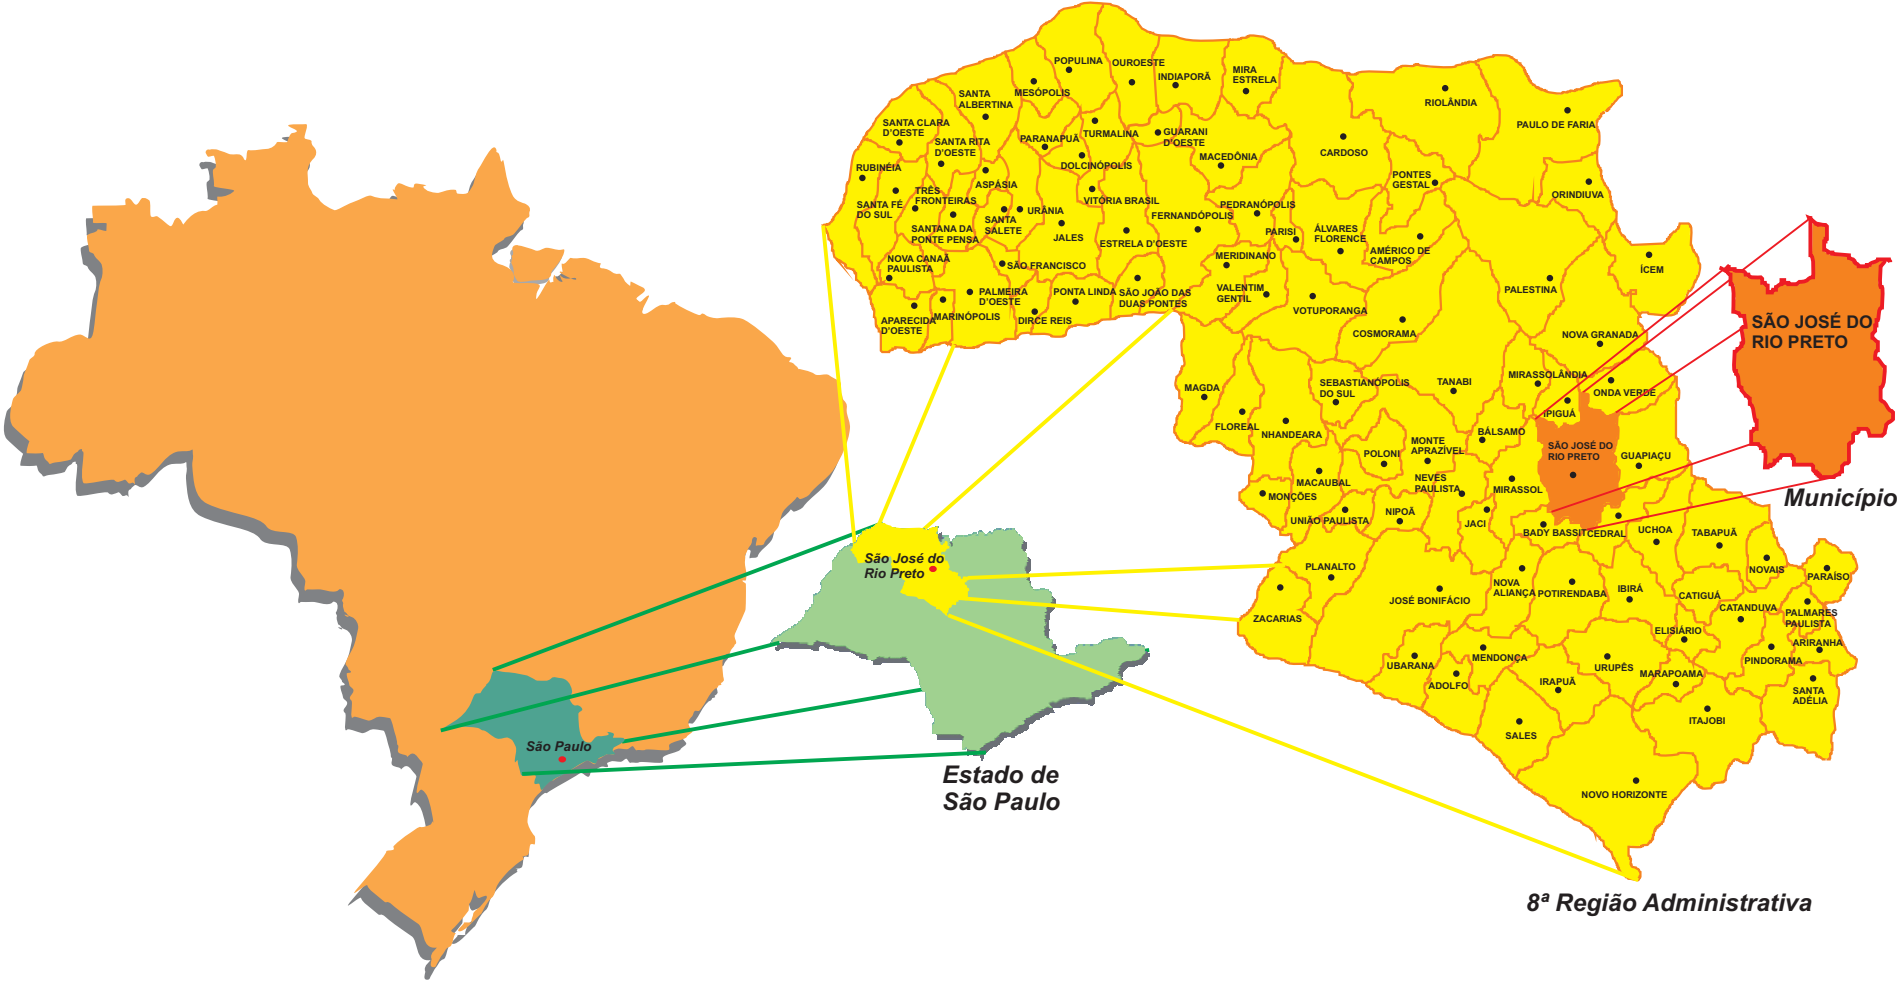 POPULINA
OUROESTE
MESÓPOLIS
INDIAPORÃ
MIRA
ESTRELA
SANTA
ALBERTINA
RIOLÂNDIA
PAULO DE FARIA
SANTA CLARA
D'OESTE
SANTA RITA
D'OESTE
PARANAPUÃ
TURMALINA
GUARANI
D'OESTE
CARDOSO
RUBINÉIA
DOLCINÓPOLIS
MACEDÔNIA
ASPÁSIA
PONTES
GESTAL
ORINDIUVA
SANTA FÉ
DO SUL
TRÊS
FRONTEIRAS
VITÓRIA BRASIL
PEDRANÓPOLIS
SANTANA DA
PONTE PENSA
SANTA
SALETE
URÂNIA
JALES
FERNANDÓPOLIS
ESTRELA D'OESTE
PARISI
ÁLVARES
FLORENCE
AMÉRICO DE
CAMPOS
NOVA CANAÃ
PAULISTA
SÃO FRANCISCO
MERIDINANO
ÍCEM
PALMEIRA
D'OESTE
PONTA LINDA
SÃO JOÃO DAS
DUAS PONTES
VALENTIM
GENTIL
PALESTINA
APARECIDA
D'OESTE
MARINÓPOLIS
DIRCE REIS
VOTUPORANGA
COSMORAMA
NOVA GRANADA
SÃO JOSÉ DO
RIO PRETO
MAGDA
SEBASTIANÓPOLIS
DO SUL
TANABI
MIRASSOLÂNDIA
ONDA VERDE
IPIGUÁ
FLOREAL
NHANDEARA
BÁLSAMO
MONTE
APRAZÍVEL
SÃO JOSÉ DO
RIO PRETO
GUAPIAÇU
POLONI
MACAUBAL
NEVES
PAULISTA
MIRASSOL
MONÇÕES
UNIÃO PAULISTA
NIPOÃ
JACI
BADY BASSIT
CEDRAL
UCHOA
TABAPUÃ
Município
São José do
Rio Preto
PLANALTO
NOVAIS
PARAÍSO
JOSÉ BONIFÁCIO
NOVA
ALIANÇA
POTIRENDABA
IBIRÁ
CATIGUÁ
CATANDUVA
PALMARES
PAULISTA
ZACARIAS
ELISIÁRIO
ARIRANHA
UBARANA
MENDONÇA
URUPÊS
MARAPOAMA
PINDORAMA
ADOLFO
IRAPUÃ
SANTA
ADÉLIA
ITAJOBI
SALES
São Paulo
Estado de
São Paulo
NOVO HORIZONTE
8ª Região Administrativa